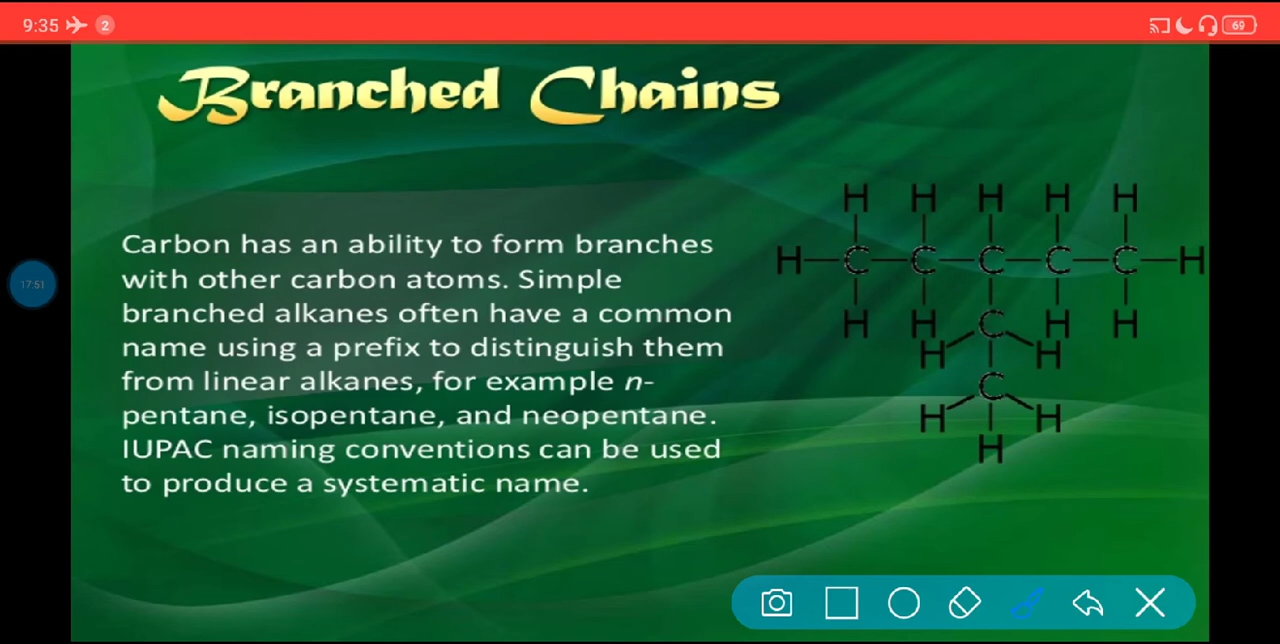 9:35 2 69
Branched Chains
Carbon has an ability to form branches
with other carbon atoms. Simple
branched alkanes often have a common
name using a prefix to distinguish them
from linear alkanes, for example n-
pentane, isopentane, and neopentane.
IUPAC naming conventions can be used
to produce a systematic name.
17:51
H H H H H
H C C C C C H
H H C H H
H H
C
H H
H